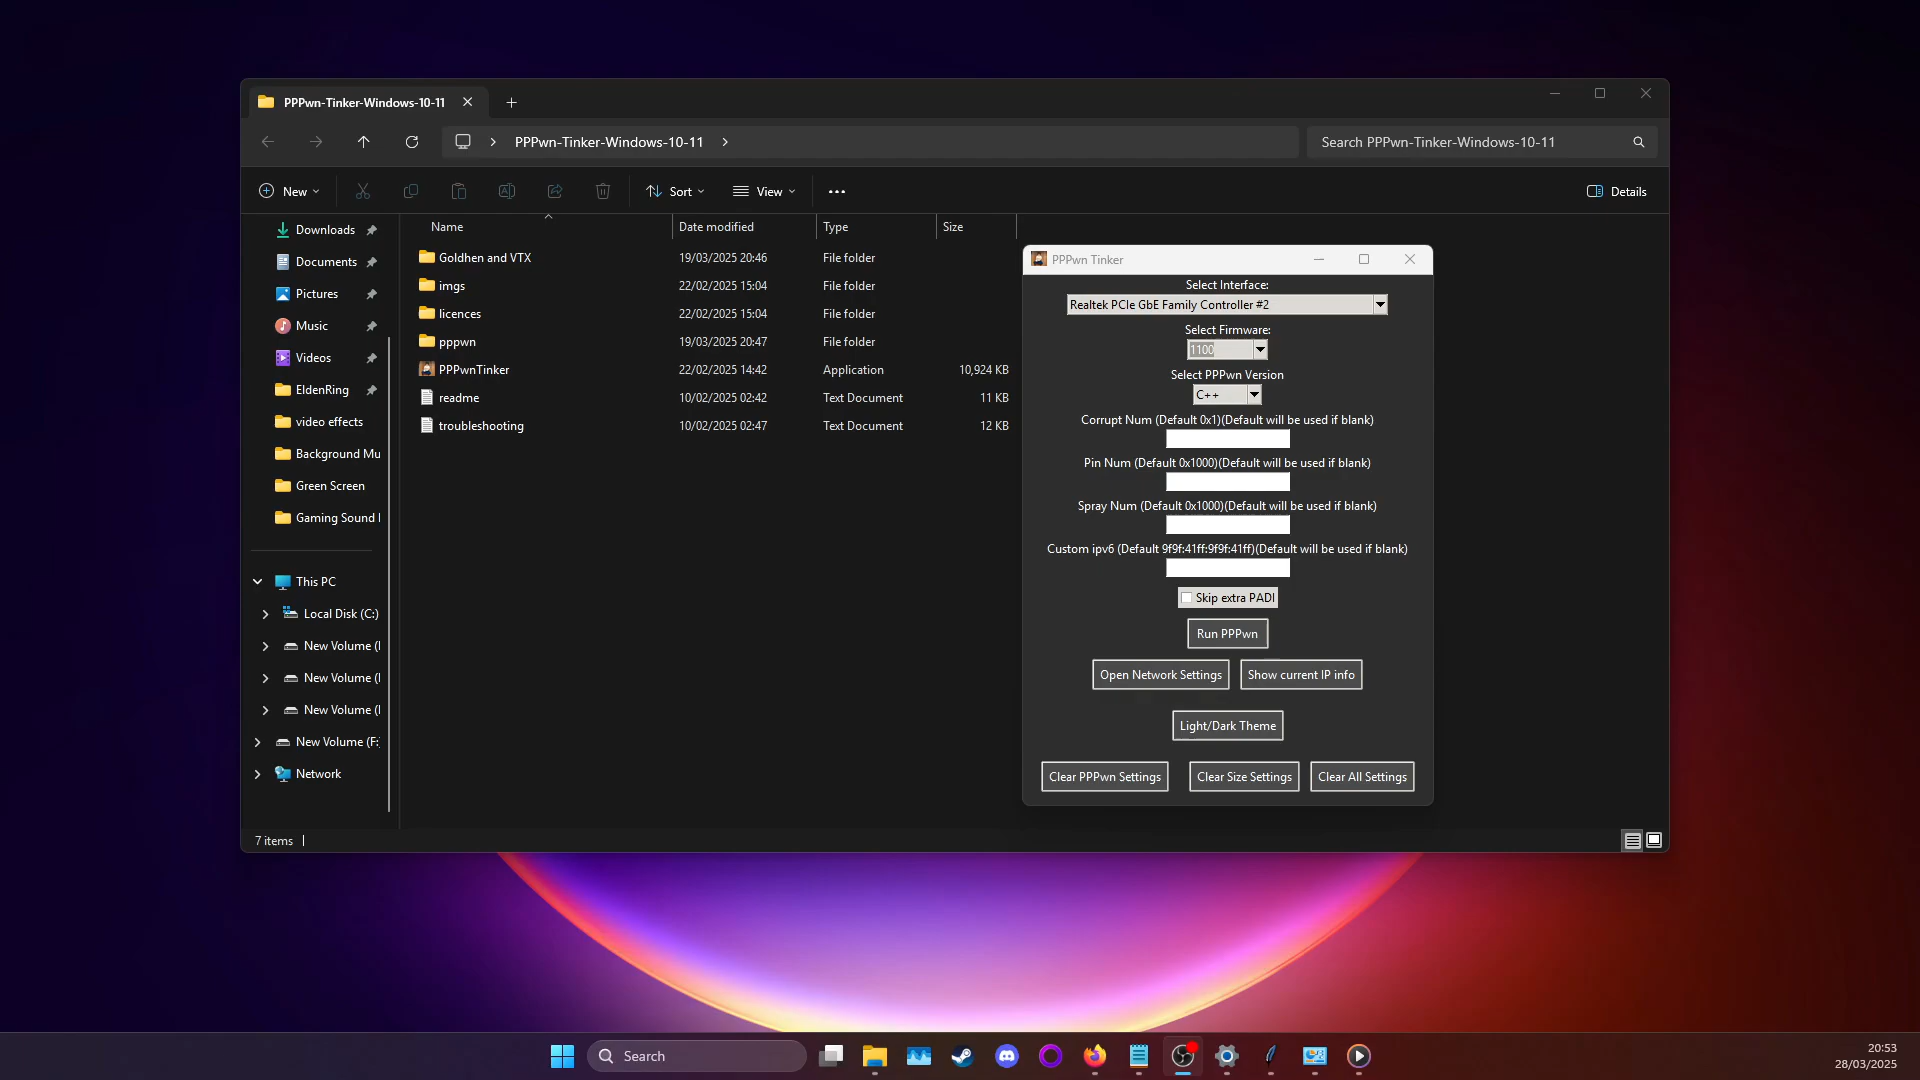 PPPwn-Tinker-Windows-10-11
PPPwn-Tinker-Windows-10-11
Search PPPwn-Tinker-Windows-10-11
New
Sort
View
Details
Name
Date modified
Type
Size
Downloads
Documents
Pictures
Music
Videos
EldenRing
video effects
Background Mu
Green Screen
Gaming Sound
This PC
Local Disk (C:)
New Volume (
New Volume (
New Volume (
New Volume (F:
Network
Goldhen and VTX 19/03/2025 20:46 File folder
imgs 22/02/2025 15:04 File folder
licences 22/02/2025 15:04 File folder
pppwn 19/03/2025 20:47 File folder
PPPwnTinker 22/02/2025 14:42 Application 10,924 KB
readme 10/02/2025 02:42 Text Document 11 KB
troubleshooting 10/02/2025 02:47 Text Document 12 KB
PPPwn Tinker
Select Interface:
Realtek PCIe GbE Family Controller #2
Select Firmware:
1100
Select PPPwn Version
C++
Corrupt Num (Default 0x1)(Default will be used if blank)
Pin Num (Default 0x1000)(Default will be used if blank)
Spray Num (Default 0x1000)(Default will be used if blank)
Custom ipv6 (Default 9f9f:41ff:9f9f:41ff)(Default will be used if blank)
Skip extra PADI
Run PPPwn
Open Network Settings
Show current IP info
Light/Dark Theme
Clear PPPwn Settings
Clear Size Settings
Clear All Settings
7 items
Search
20:53
28/03/2025